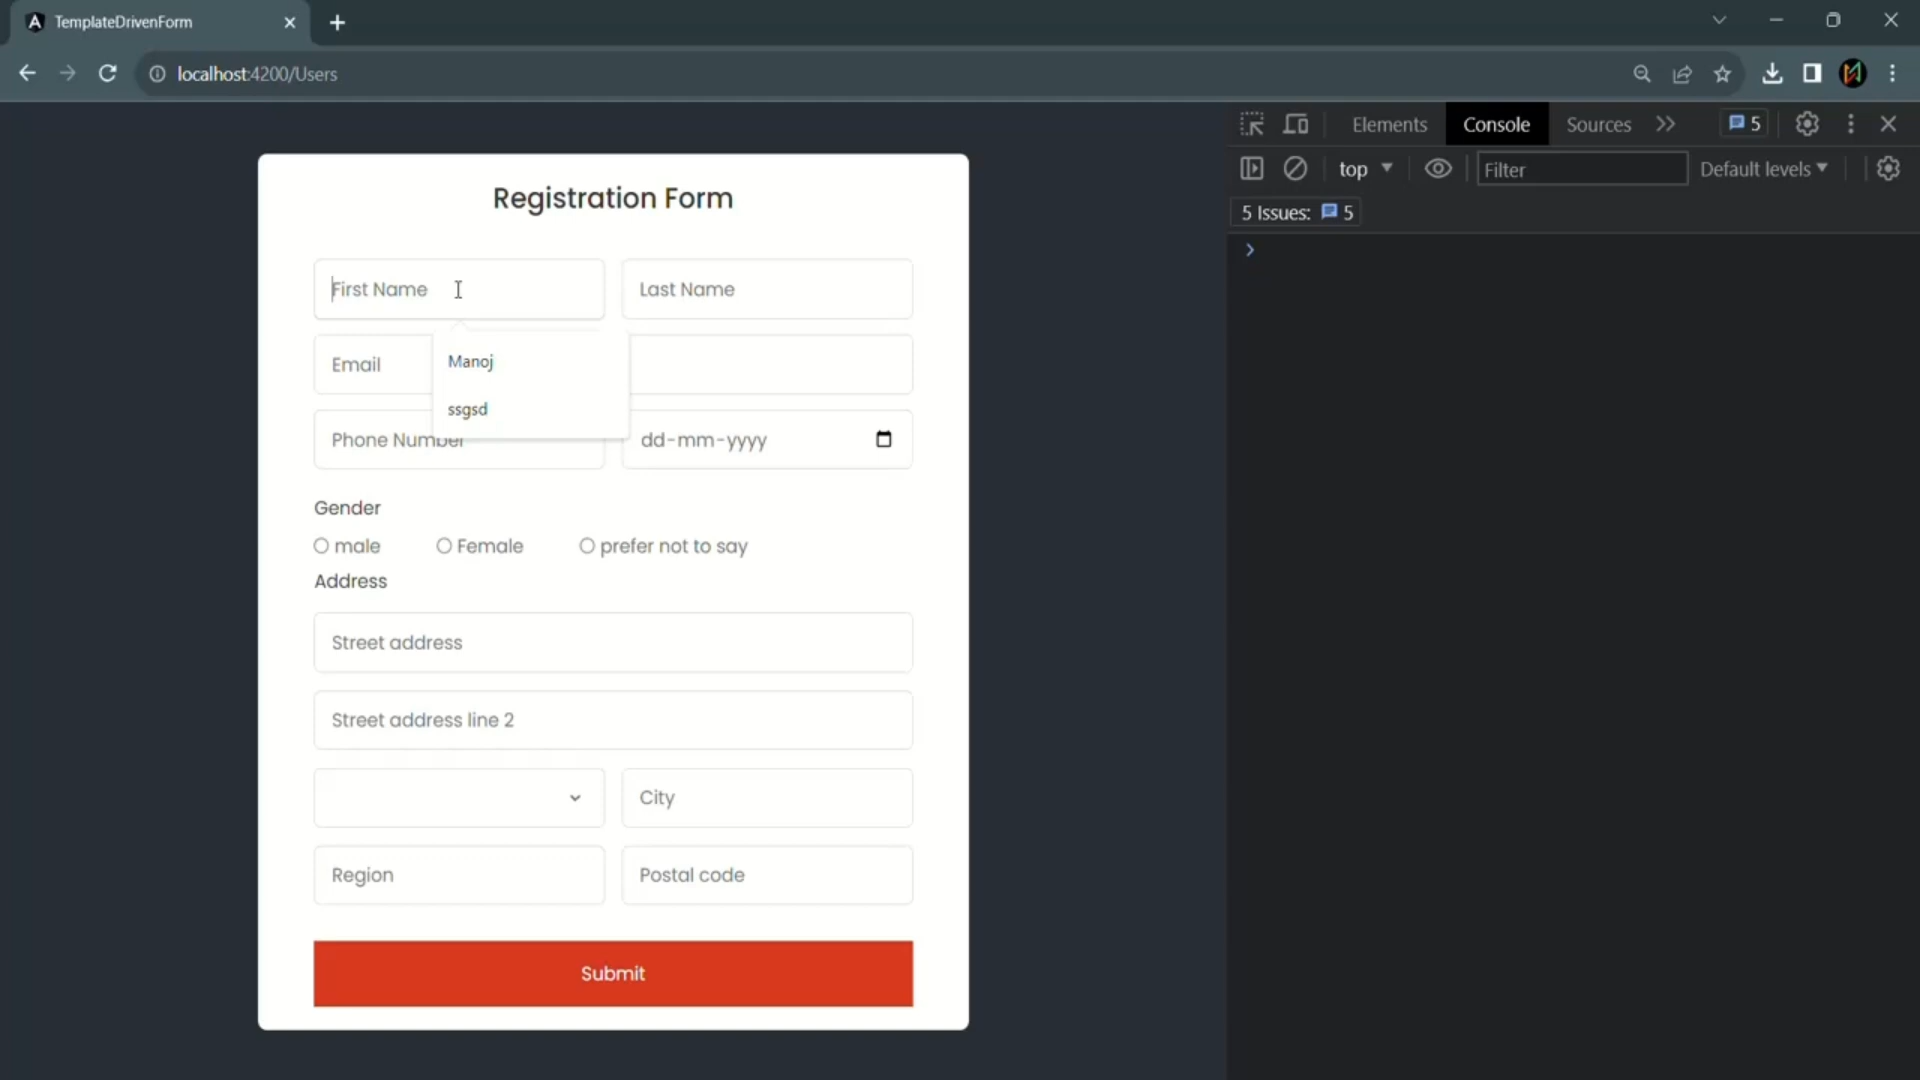 TemplateDrivenForm
localhost:4200/Users
Elements Console Sources 5
top Filter Default levels
5 Issues: 5
Registration Form
First Name Last Name
Manoj
Email
ssgsd
Phone Number dd-mm-yyyy
Gender
male Female prefer not to say
Address
Street address
Street address line 2
City
Region Postal code
Submit